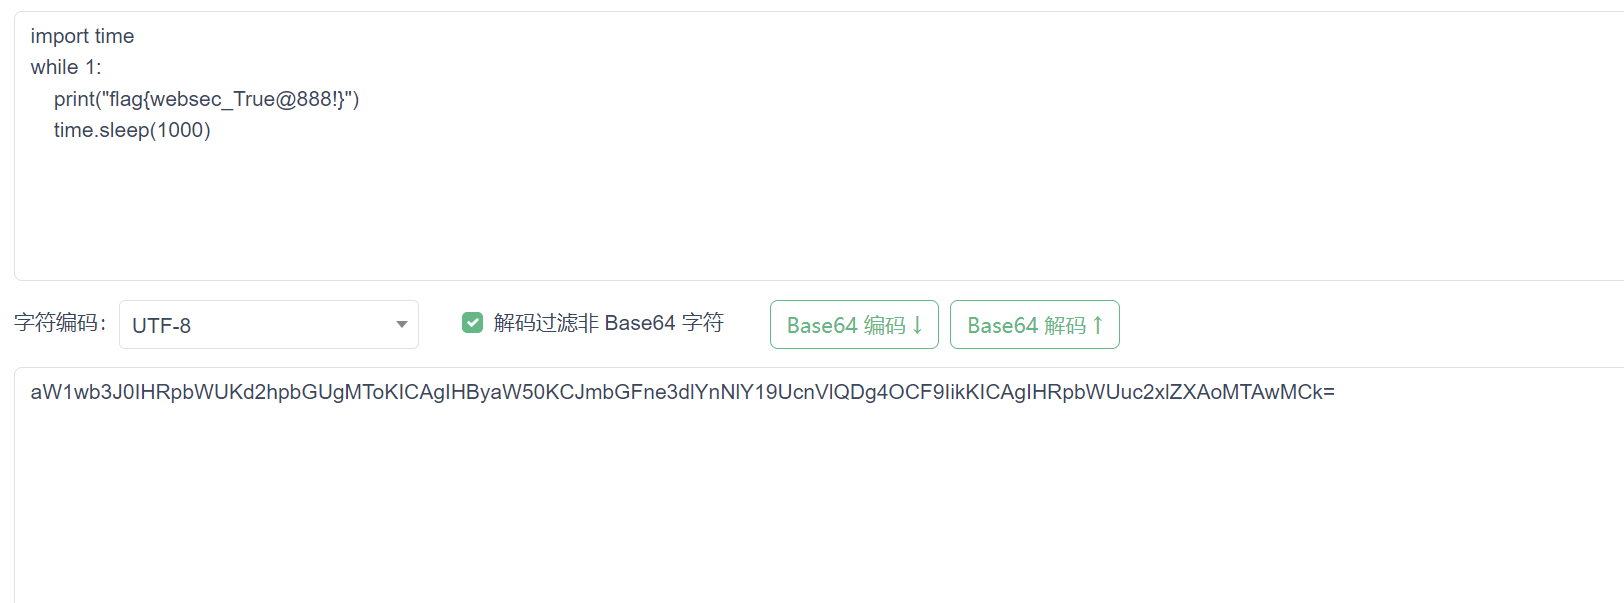 import time
while 1:
    print("flag{websec_True@888!}")
    time.sleep(1000)
字符编码： UTF-8 解码过滤非 Base64 字符 Base64 编码↓ Base64 解码↑
aW1wb3J0IHRpbWUKd2hpbGUgMToKICAgIHByaW50KCJmbGFne3dlYnNlY19UcnVlQDg4OCF9IikKICAgIHRpbWUuc2xlZXAoMTAwMCk=